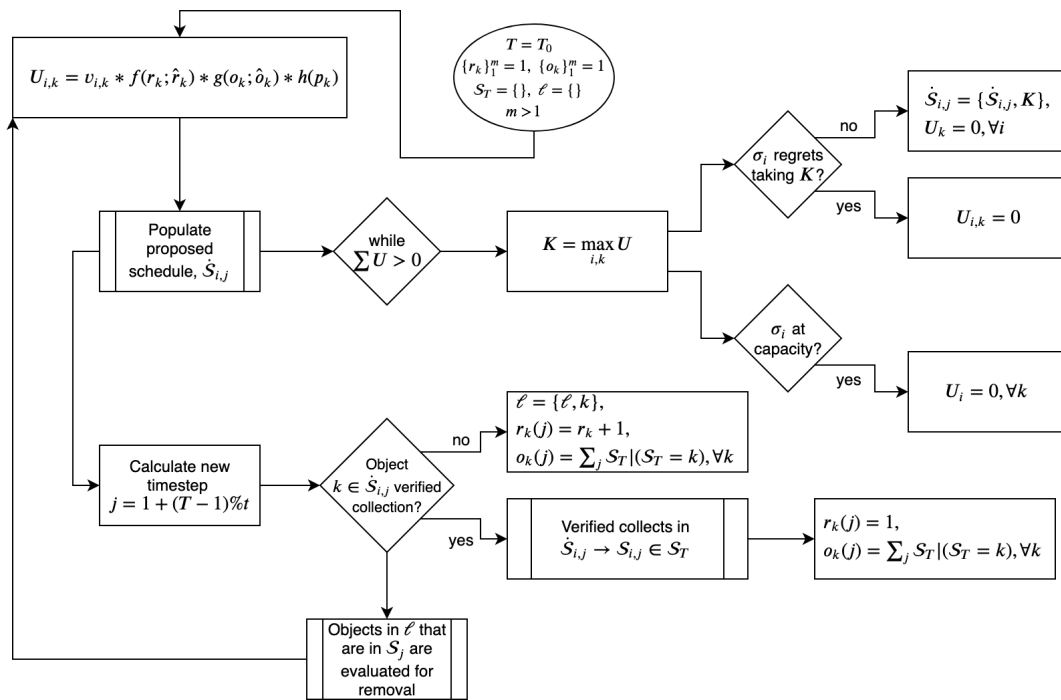 T = T₀
{r_k}₁ᵐ = 1, {o_k}₁ᵐ = 1
S_T = {}, ℓ = {}
m > 1
U_{i,k} = v_{i,k} * f(r_k; r̂_k) * g(o_k; ô_k) * h(p_k)
Populate
proposed
schedule, Ṡ_{i,j}
while
∑ U > 0
K = max U
i,k
σ_i regrets
taking K?
no
Ṡ_{i,j} = {Ṡ_{i,j}, K},
U_k = 0, ∀i
yes
U_{i,k} = 0
σ_i at
capacity?
yes
U_i = 0, ∀k
Calculate new
timestep
j = 1 + (T − 1)%t
Object
k ∈ Ṡ_{i,j} verified
collection?
no
ℓ = {ℓ, k},
r_k(j) = r_k + 1,
o_k(j) = ∑_j S_T|(S_T = k), ∀k
yes
Verified collects in
Ṡ_{i,j} → S_{i,j} ∈ S_T
r_k(j) = 1,
o_k(j) = ∑_j S_T|(S_T = k), ∀k
Objects in ℓ that
are in S_j are
evaluated for
removal